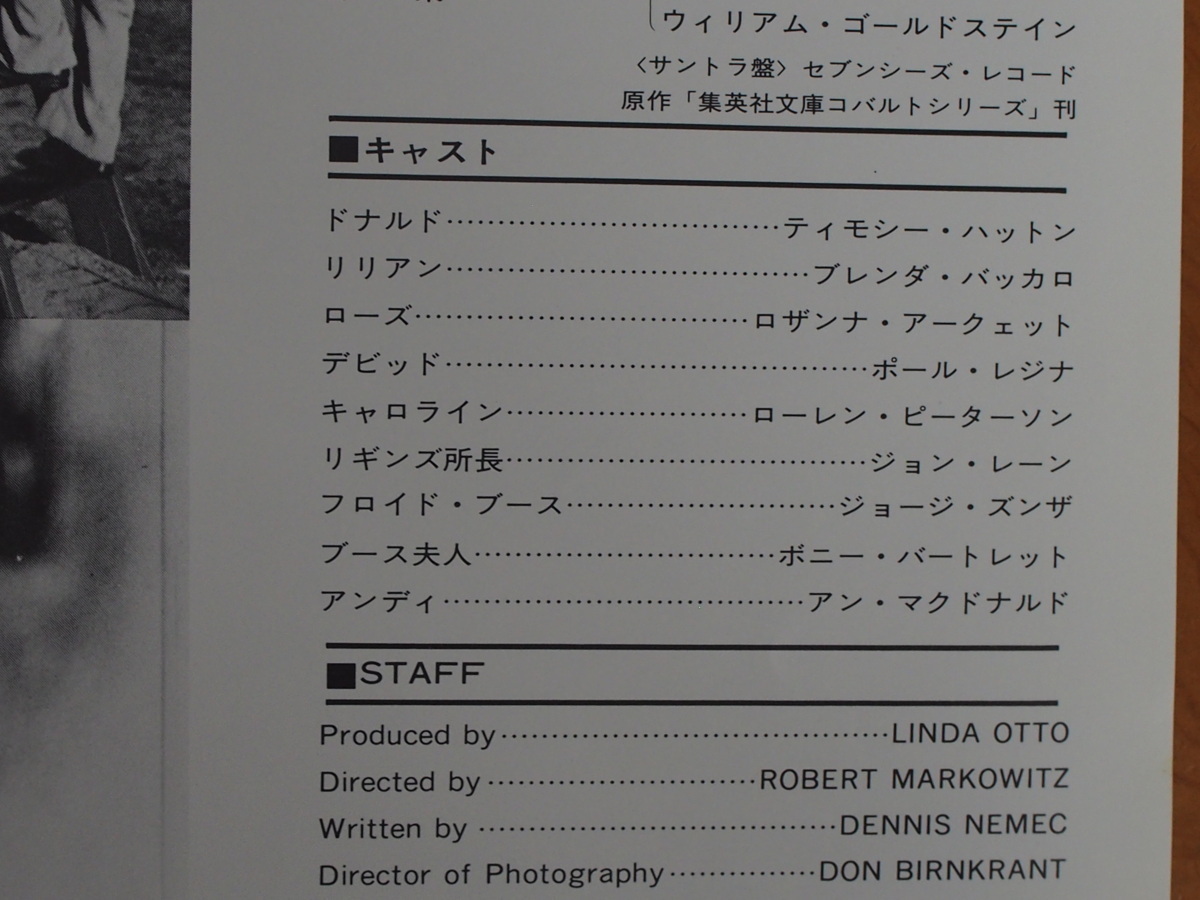 ウィリアム・ゴールドステイン
〈サントラ盤〉セブンシーズ・レコード
原作「集英社文庫コバルトシリーズ」刊
■キャスト
ドナルド……………………………ティモシー・ハットン
リリアン………………………………ブレンダ・バッカロ
ローズ……………………………ロザンナ・アークェット
デビッド……………………………………ポール・レジナ
キャロライン……………………ローレン・ピーターソン
リギンズ所長………………………………ジョン・レーン
フロイド・ブース………………………ジョージ・ズンザ
ブース夫人…………………………ボニー・バートレット
アンディ………………………………アン・マクドナルド
■STAFF
Produced by……………………………………LINDA OTTO
Directed by………………………ROBERT MARKOWITZ
Written by ………………………………DENNIS NEMEC
Director of Photography……………DON BIRNKRANT